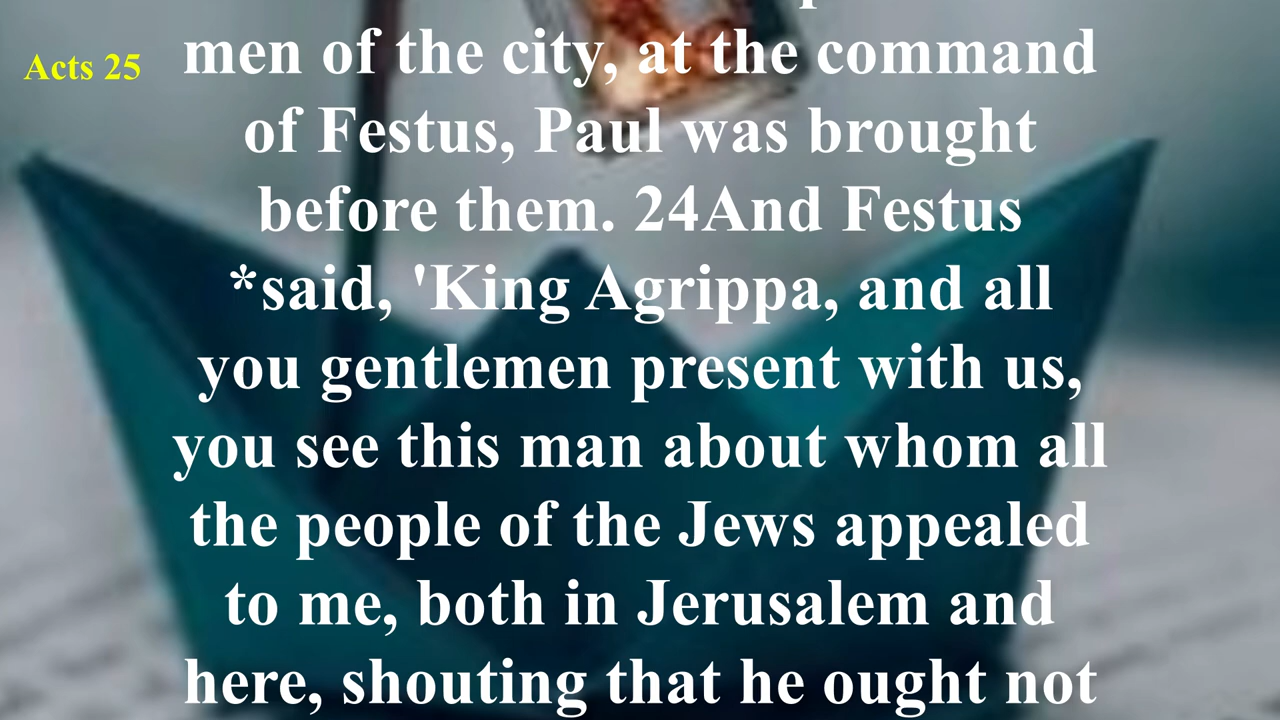 Acts 25
men of the city, at the command
of Festus, Paul was brought
before them. 24And Festus
*said, 'King Agrippa, and all
you gentlemen present with us,
you see this man about whom all
the people of the Jews appealed
to me, both in Jerusalem and
here, shouting that he ought not